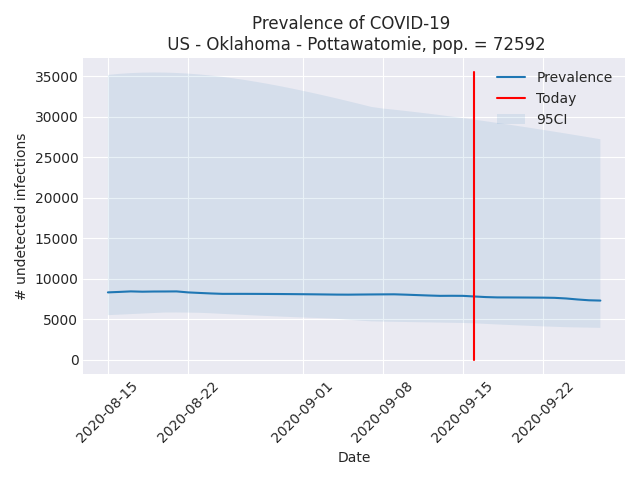 Prevalence of COVID-19
US - Oklahoma - Pottawatomie, pop. = 72592
35000
30000
25000
20000
15000
10000
5000
0
# undetected infections
Prevalence
Today
95CI
2020-08-15
2020-08-22
2020-09-01
2020-09-08
2020-09-15
2020-09-22
Date